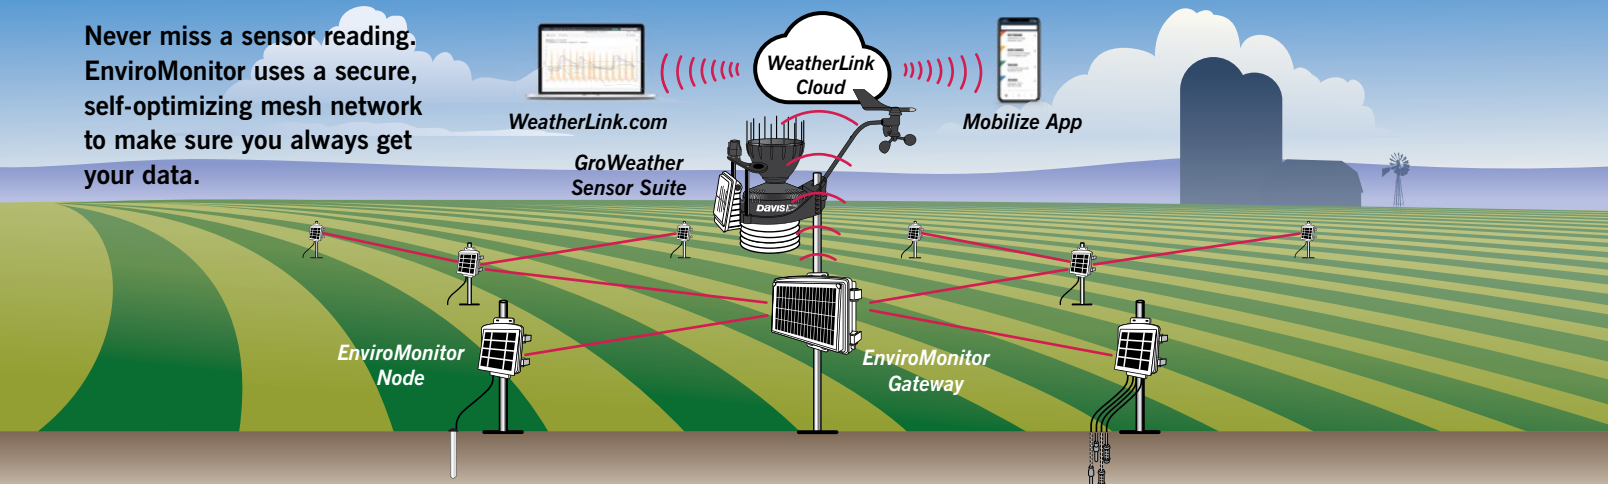 Never miss a sensor reading.
EnviroMonitor uses a secure,
self-optimizing mesh network
to make sure you always get
your data.
WeatherLink
Cloud
WeatherLink.com
Mobilize App
GroWeather
Sensor Suite
DAVIS
EnviroMonitor
Node
EnviroMonitor
Gateway